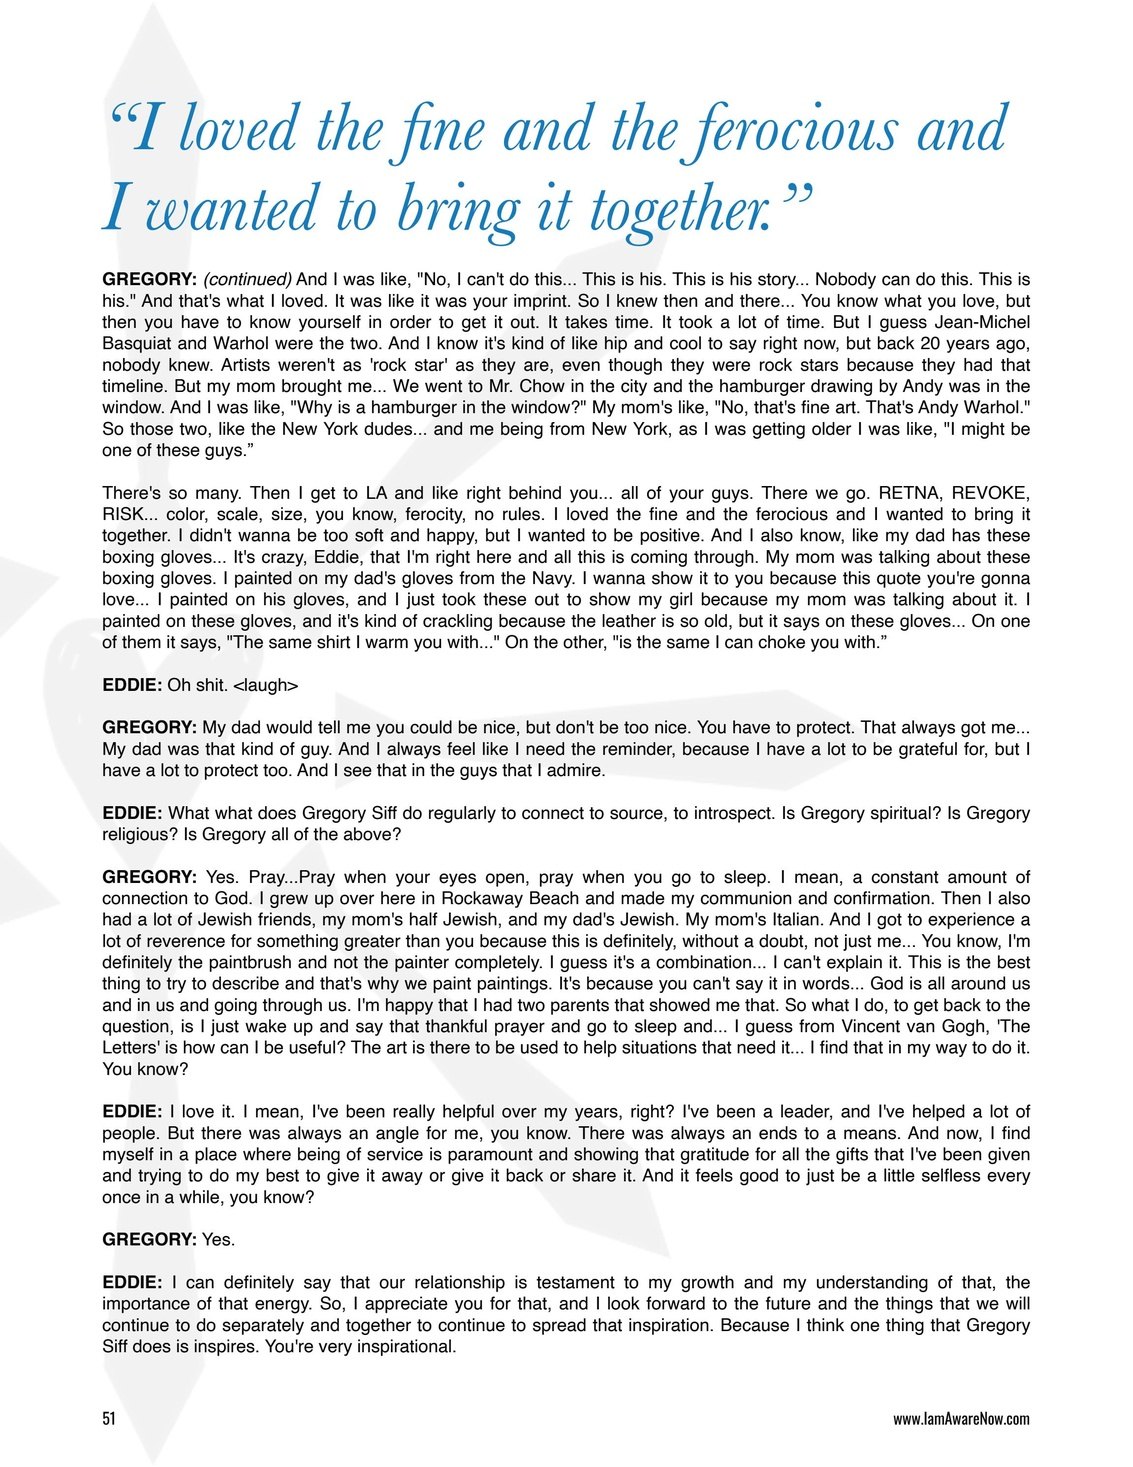 “I loved the fine and the ferocious and
I wanted to bring it together.”
GREGORY: (continued) And I was like, "No, I can't do this... This is his. This is his story... Nobody can do this. This is
his." And that's what I loved. It was like it was your imprint. So I knew then and there... You know what you love, but
then you have to know yourself in order to get it out. It takes time. It took a lot of time. But I guess Jean-Michel
Basquiat and Warhol were the two. And I know it's kind of like hip and cool to say right now, but back 20 years ago,
nobody knew. Artists weren't as 'rock star' as they are, even though they were rock stars because they had that
timeline. But my mom brought me... We went to Mr. Chow in the city and the hamburger drawing by Andy was in the
window. And I was like, "Why is a hamburger in the window?" My mom's like, "No, that's fine art. That's Andy Warhol."
So those two, like the New York dudes... and me being from New York, as I was getting older I was like, "I might be
one of these guys.”
There's so many. Then I get to LA and like right behind you... all of your guys. There we go. RETNA, REVOKE,
RISK... color, scale, size, you know, ferocity, no rules. I loved the fine and the ferocious and I wanted to bring it
together. I didn't wanna be too soft and happy, but I wanted to be positive. And I also know, like my dad has these
boxing gloves... It's crazy, Eddie, that I'm right here and all this is coming through. My mom was talking about these
boxing gloves. I painted on my dad's gloves from the Navy. I wanna show it to you because this quote you're gonna
love... I painted on his gloves, and I just took these out to show my girl because my mom was talking about it. I
painted on these gloves, and it's kind of crackling because the leather is so old, but it says on these gloves... On one
of them it says, "The same shirt I warm you with..." On the other, "is the same I can choke you with.”
EDDIE: Oh shit. <laugh>
GREGORY: My dad would tell me you could be nice, but don't be too nice. You have to protect. That always got me...
My dad was that kind of guy. And I always feel like I need the reminder, because I have a lot to be grateful for, but I
have a lot to protect too. And I see that in the guys that I admire.
EDDIE: What what does Gregory Siff do regularly to connect to source, to introspect. Is Gregory spiritual? Is Gregory
religious? Is Gregory all of the above?
GREGORY: Yes. Pray...Pray when your eyes open, pray when you go to sleep. I mean, a constant amount of
connection to God. I grew up over here in Rockaway Beach and made my communion and confirmation. Then I also
had a lot of Jewish friends, my mom's half Jewish, and my dad's Jewish. My mom's Italian. And I got to experience a
lot of reverence for something greater than you because this is definitely, without a doubt, not just me... You know, I'm
definitely the paintbrush and not the painter completely. I guess it's a combination... I can't explain it. This is the best
thing to try to describe and that's why we paint paintings. It's because you can't say it in words... God is all around us
and in us and going through us. I'm happy that I had two parents that showed me that. So what I do, to get back to the
question, is I just wake up and say that thankful prayer and go to sleep and... I guess from Vincent van Gogh, 'The
Letters' is how can I be useful? The art is there to be used to help situations that need it... I find that in my way to do it.
You know?
EDDIE: I love it. I mean, I've been really helpful over my years, right? I've been a leader, and I've helped a lot of
people. But there was always an angle for me, you know. There was always an ends to a means. And now, I find
myself in a place where being of service is paramount and showing that gratitude for all the gifts that I've been given
and trying to do my best to give it away or give it back or share it. And it feels good to just be a little selfless every
once in a while, you know?
GREGORY: Yes.
EDDIE: I can definitely say that our relationship is testament to my growth and my understanding of that, the
importance of that energy. So, I appreciate you for that, and I look forward to the future and the things that we will
continue to do separately and together to continue to spread that inspiration. Because I think one thing that Gregory
Siff does is inspires. You're very inspirational.
51
www.IamAwareNow.com